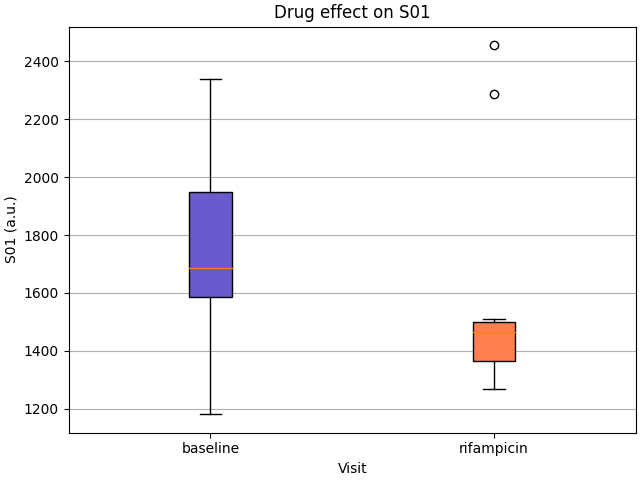 Drug effect on S01
S01 (a.u.)
2400
2200
2000
1800
1600
1400
1200
baseline
rifampicin
Visit